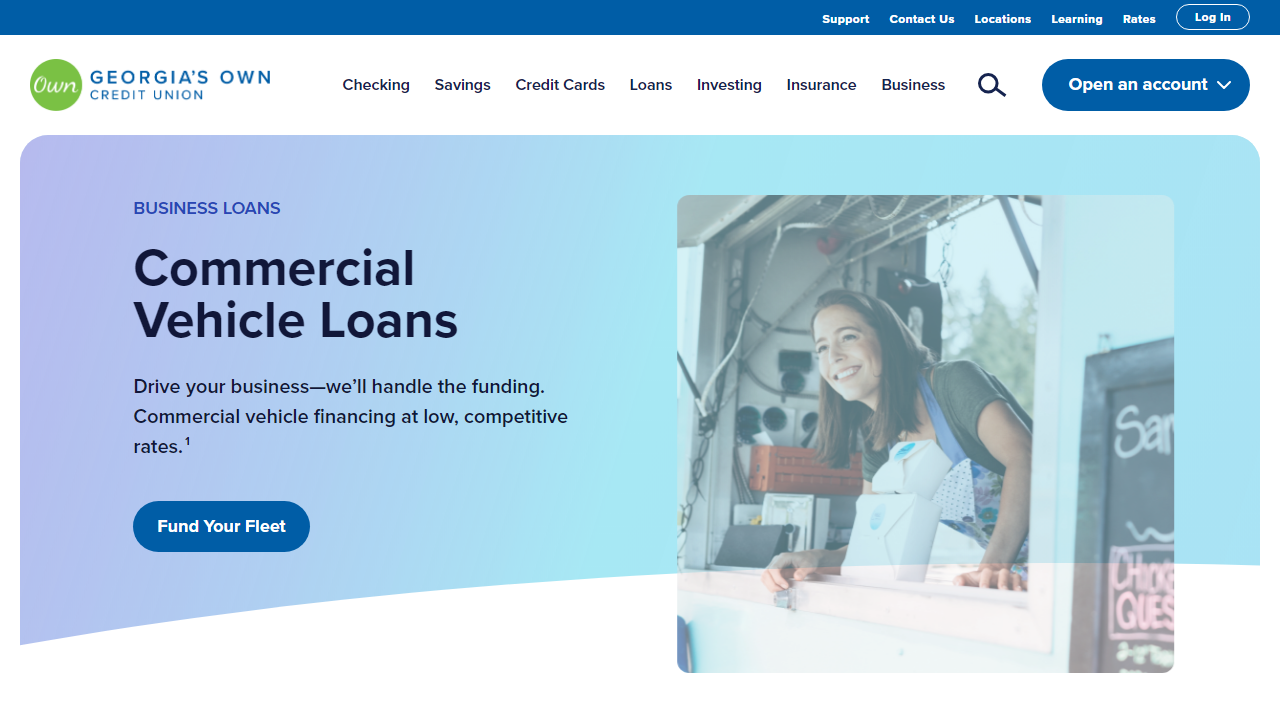 Support Contact Us Locations Learning Rates Log In
Own GEORGIA'S OWN
CREDIT UNION
Checking Savings Credit Cards Loans Investing Insurance Business Open an account
BUSINESS LOANS
Commercial
Vehicle Loans
Drive your business—we'll handle the funding.
Commercial vehicle financing at low, competitive
rates.¹
Fund Your Fleet